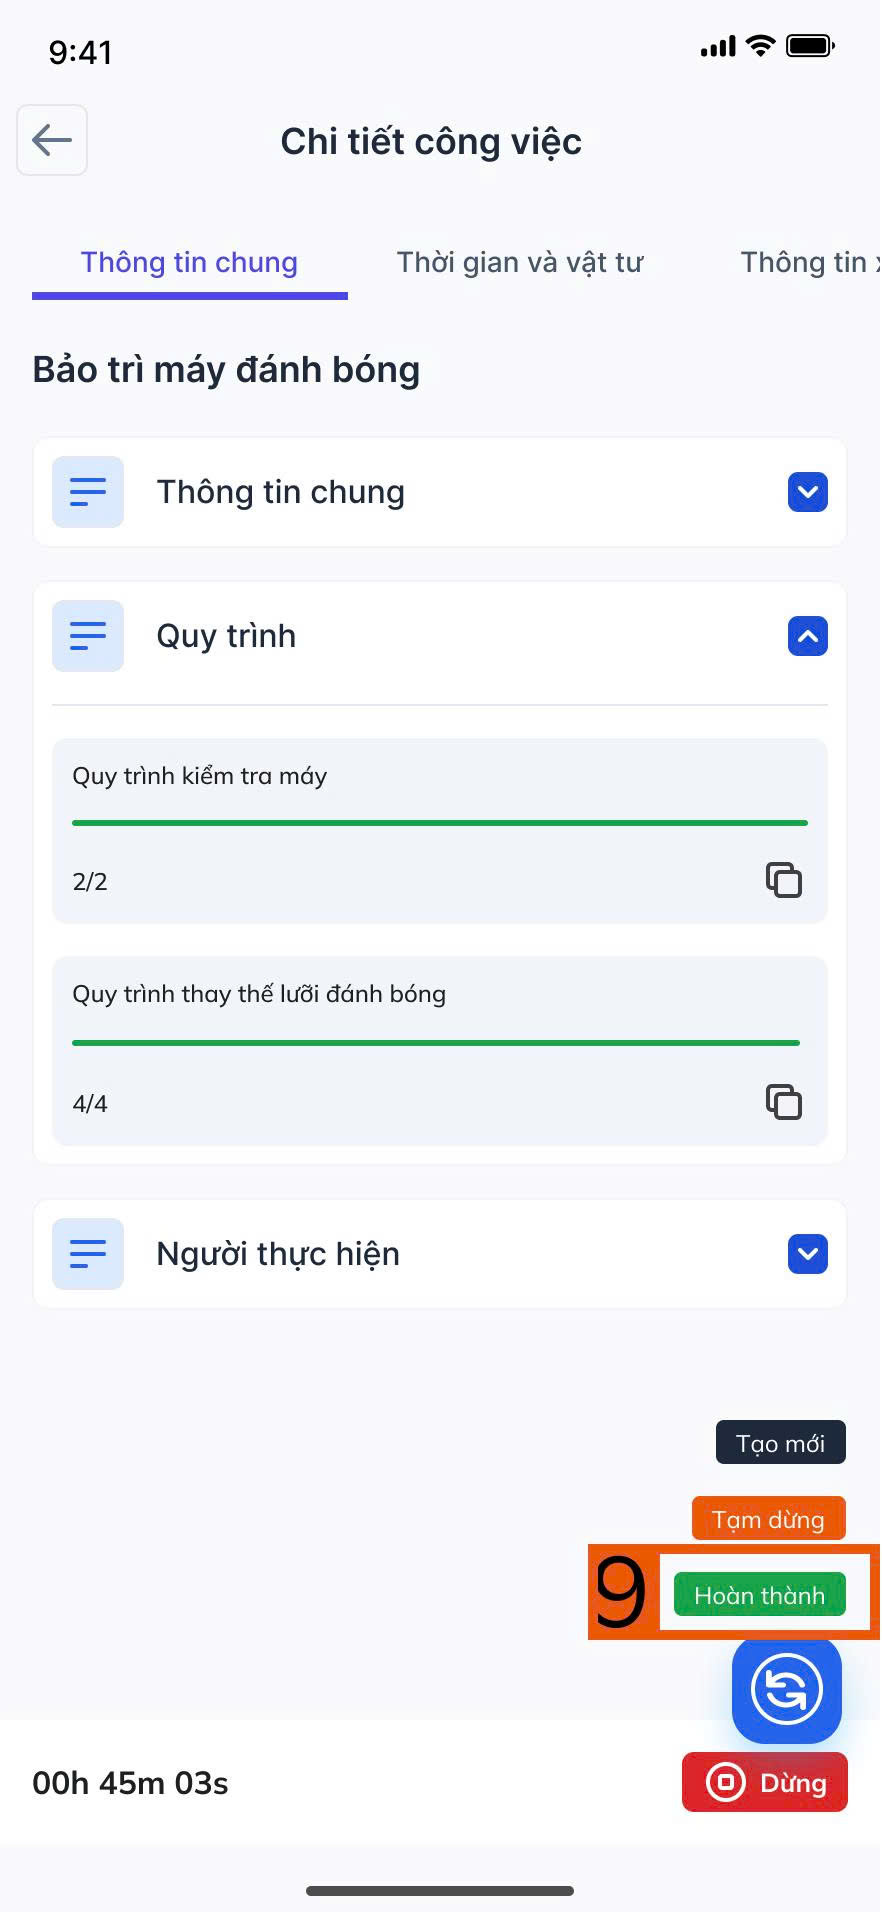 9:41
Chi tiết công việc
Thông tin chung
Thời gian và vật tư
Thông tin
Bảo trì máy đánh bóng
Thông tin chung
Quy trình
Quy trình kiểm tra máy
2/2
Quy trình thay thế lưỡi đánh bóng
4/4
Người thực hiện
Tạo mới
Tạm dừng
9
Hoàn thành
00h 45m 03s
Dừng